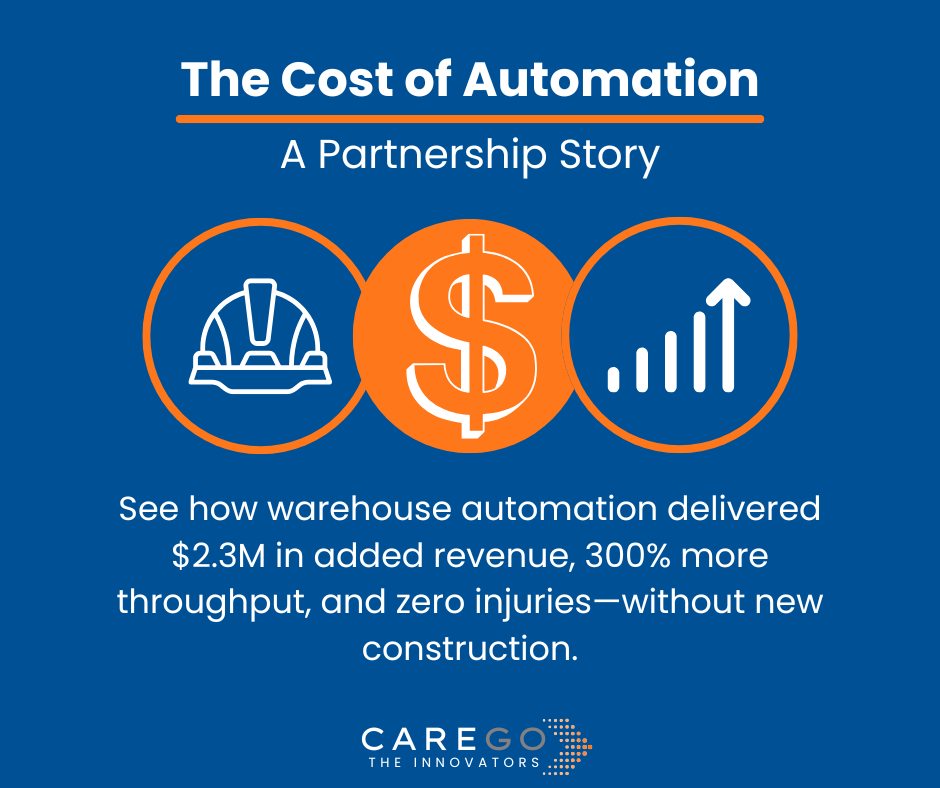 The Cost of Automation
A Partnership Story
$
See how warehouse automation delivered
$2.3M in added revenue, 300% more
throughput, and zero injuries—without new
construction.
CAREGO
THE INNOVATORS